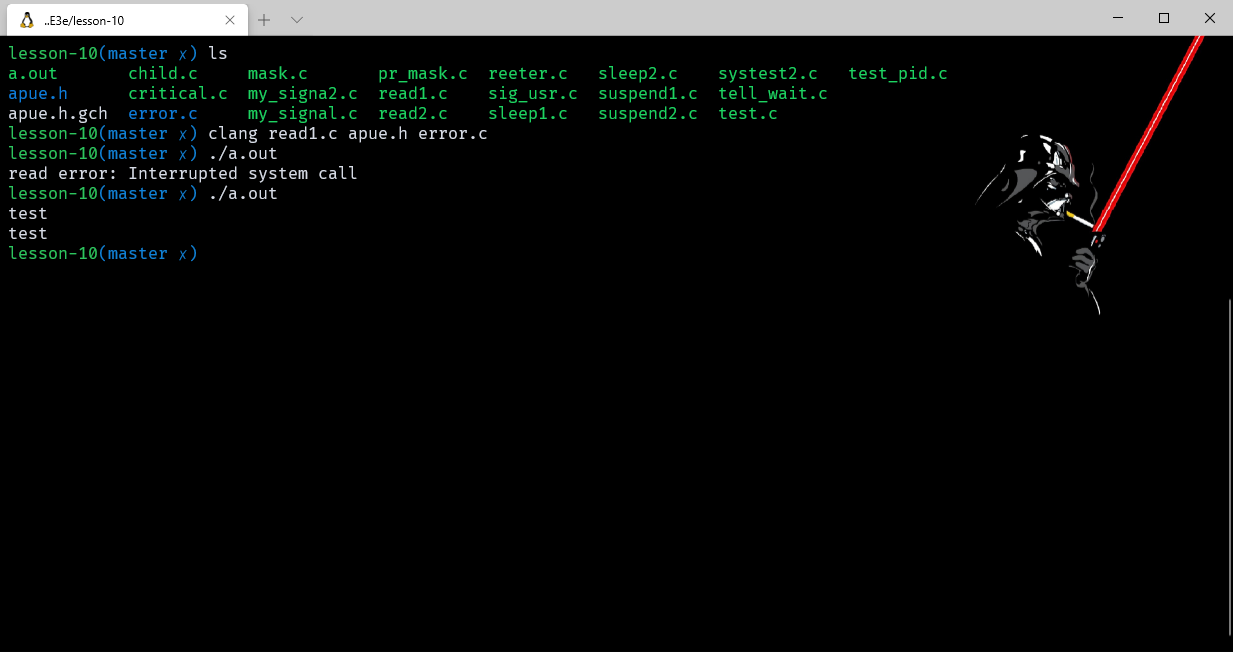 ..E3e/lesson-10
lesson-10(master x) ls
a.out child.c mask.c pr_mask.c reeter.c sleep2.c systest2.c test_pid.c
apue.h critical.c my_signa2.c read1.c sig_usr.c suspend1.c tell_wait.c
apue.h.gch error.c my_signal.c read2.c sleep1.c suspend2.c test.c
lesson-10(master x) clang read1.c apue.h error.c
lesson-10(master x) ./a.out
read error: Interrupted system call
lesson-10(master x) ./a.out
test
test
lesson-10(master x)